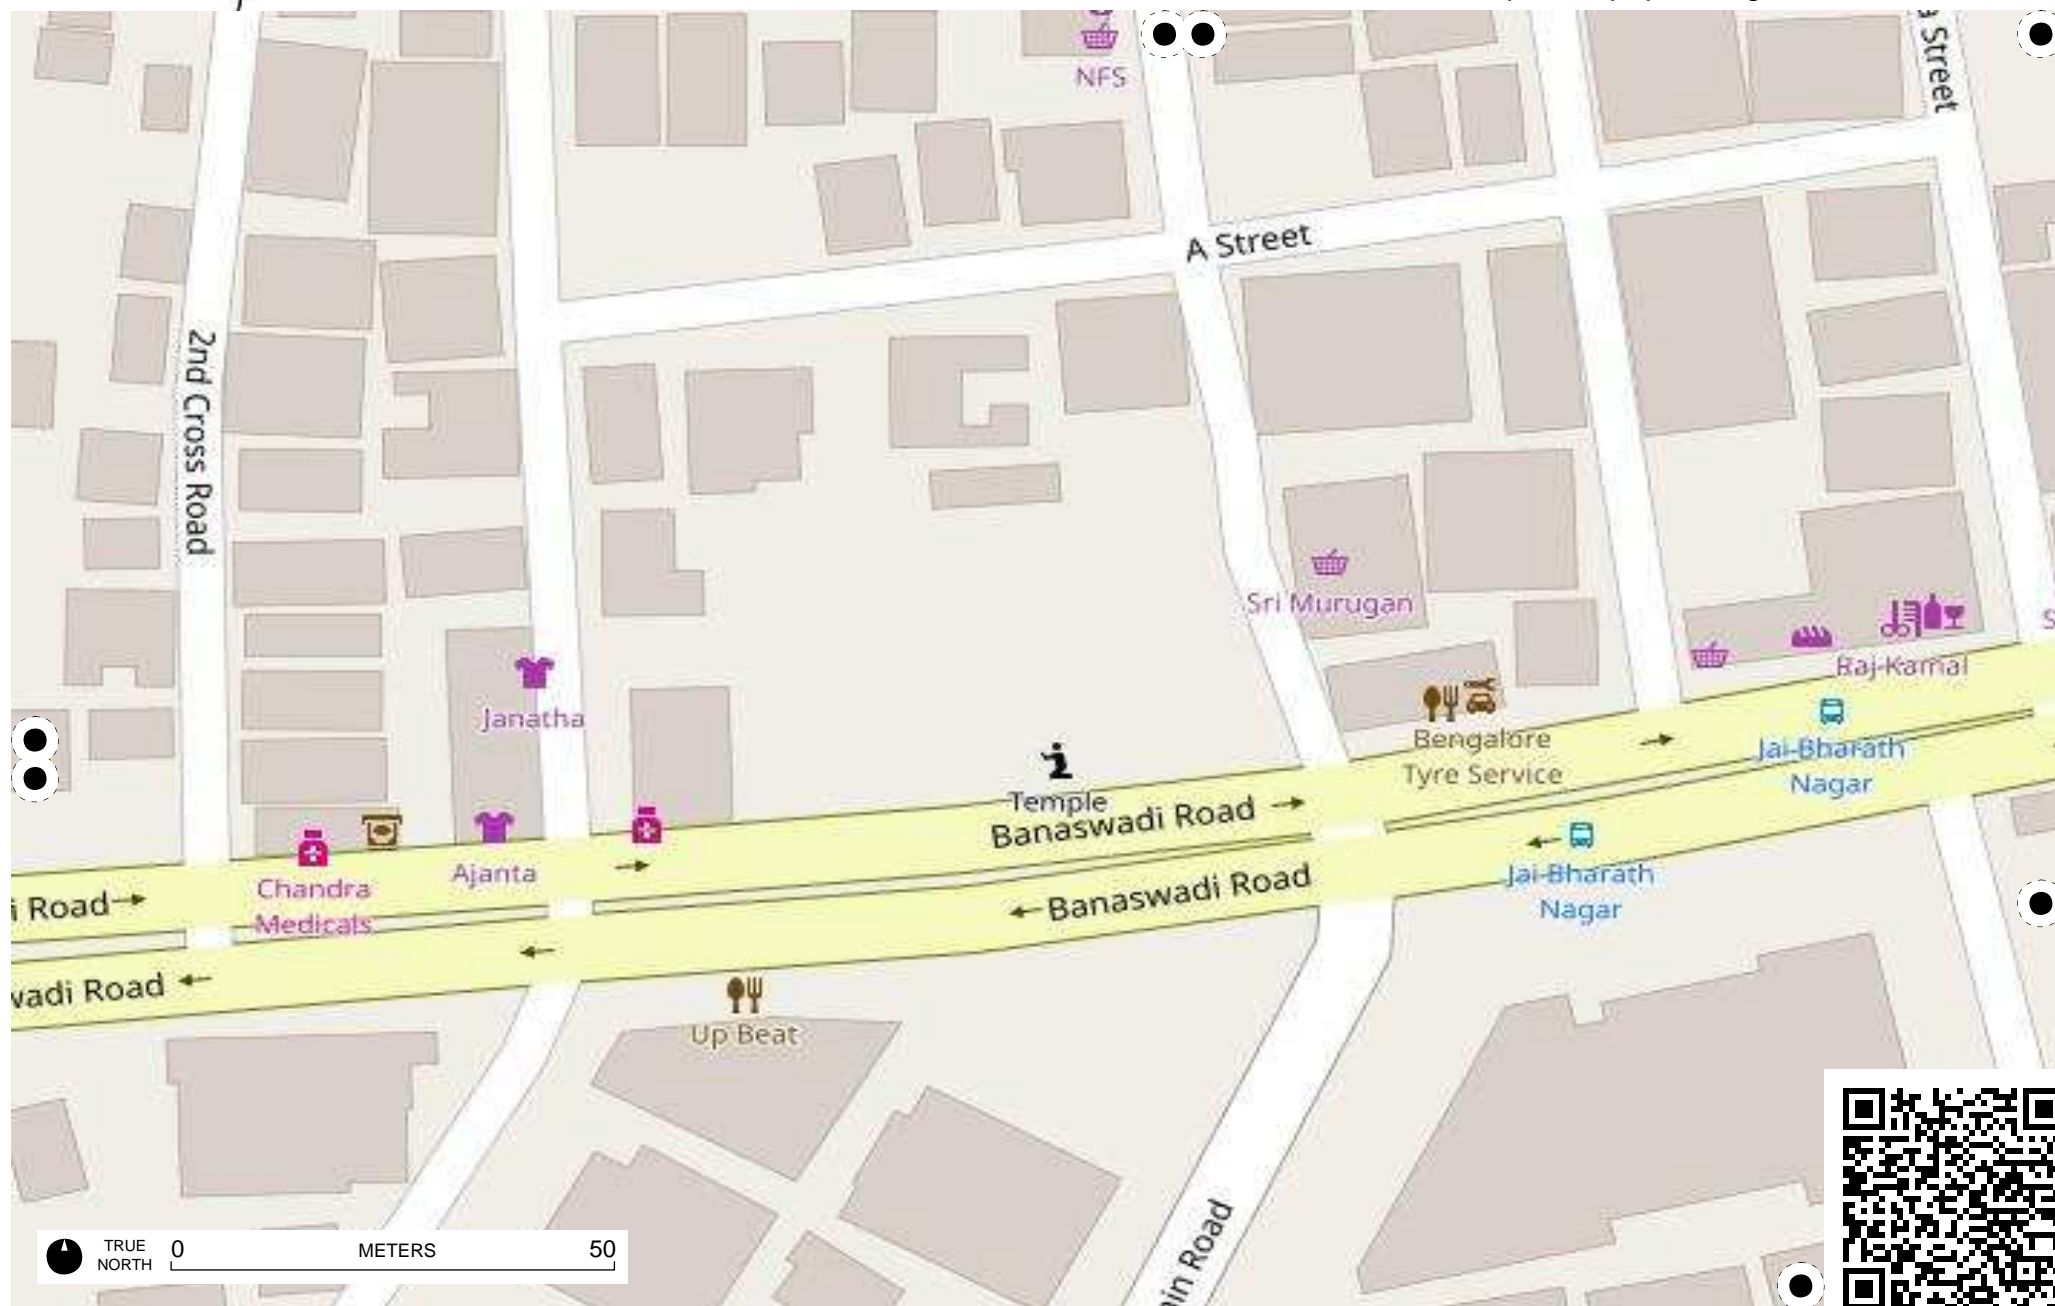 NFS
Street
A Street
2nd Cross Road
Sri Murugan
Raj Kamal
Janatha
Bengalore
Tyre Service
Jai Bharath
Nagar
Temple
Banaswadi Road
Ajanta
Chandra
Medicals
i Road
Banaswadi Road
Jai Bharath
Nagar
wadi Road
Up Beat
ain Road
TRUE
NORTH
0 METERS 50